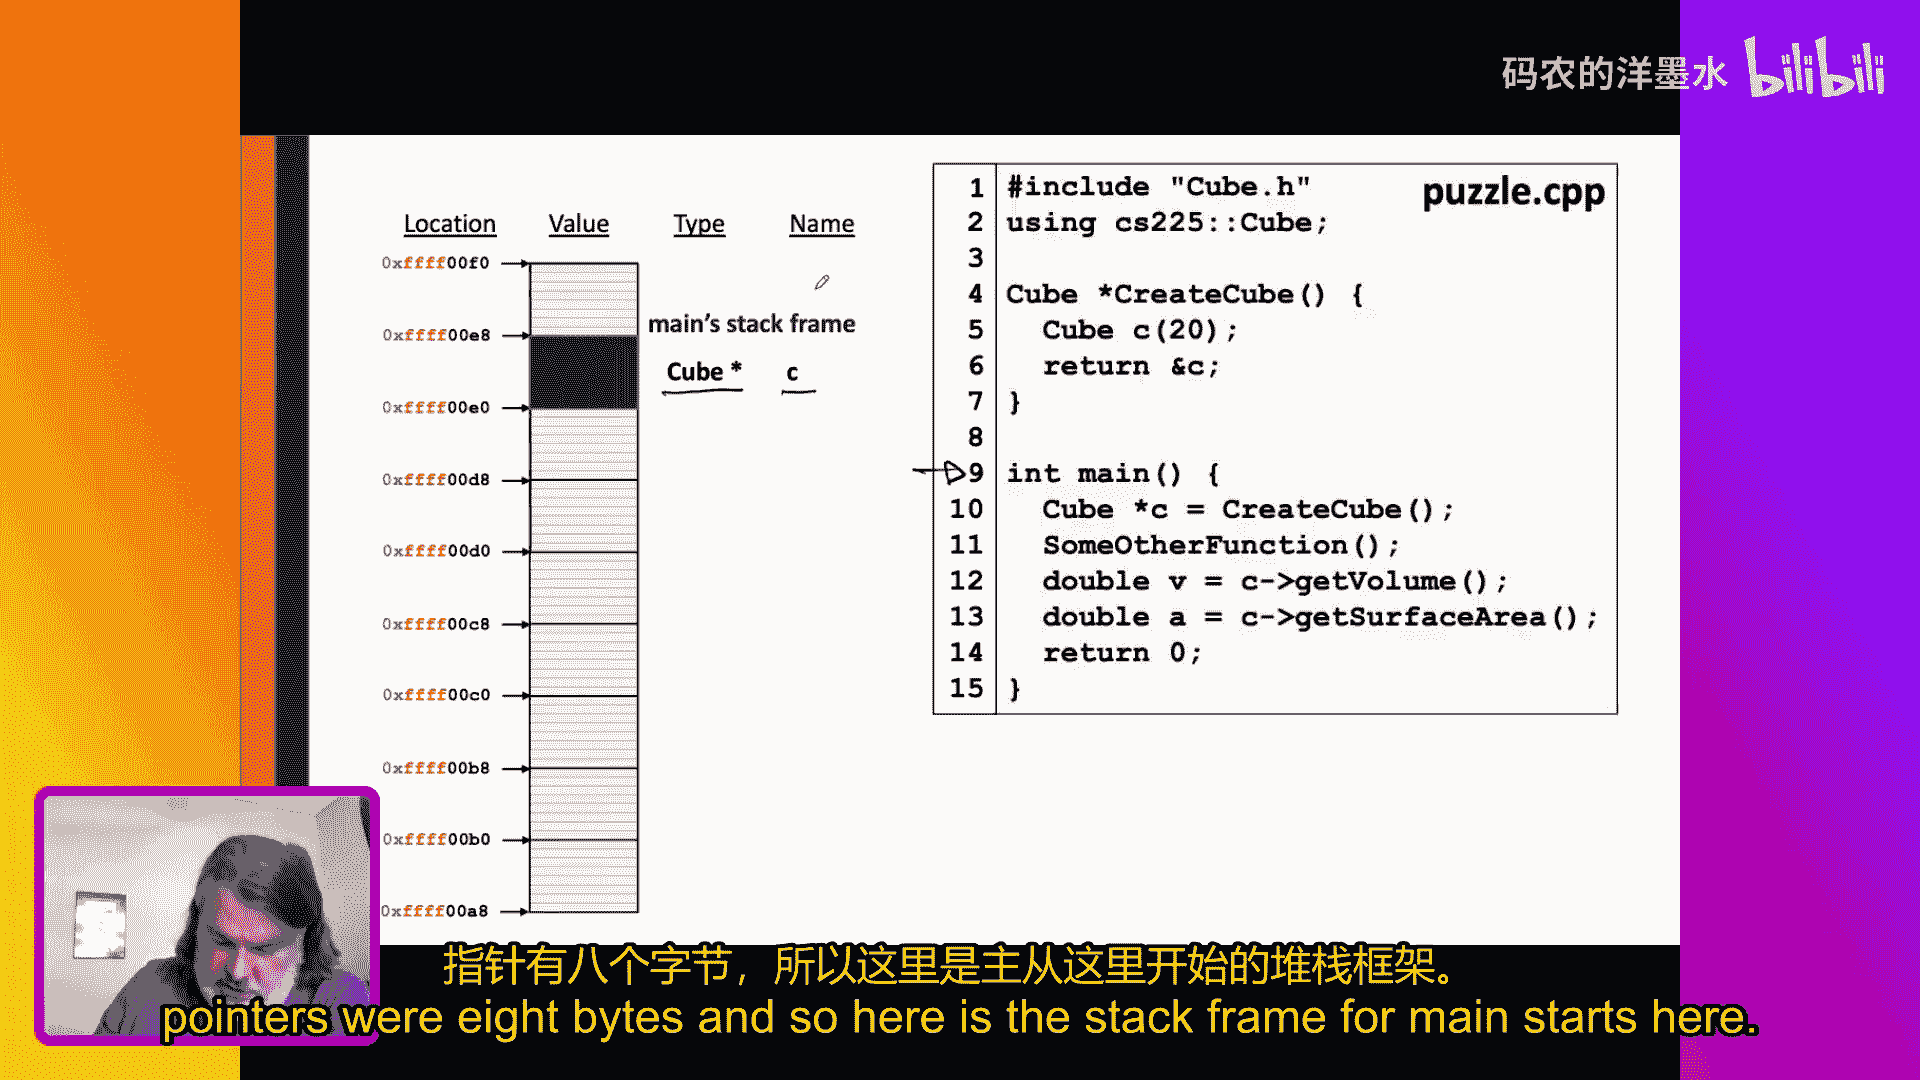 码农的洋墨水 bilibili
Location Value Type Name
0xffff00f0
main's stack frame
0xffff00e8
Cube * c
0xffff00e0
0xffff00d8
0xffff00d0
0xffff00c8
0xffff00c0
0xffff00b8
0xffff00b0
0xffff00a8
puzzle.cpp
1 #include "Cube.h"
2 using cs225::Cube;
3
4 Cube *CreateCube() {
5 Cube c(20);
6 return &c;
7 }
8
9 int main() {
10 Cube *c = CreateCube();
11 SomeOtherFunction();
12 double v = c->getVolume();
13 double a = c->getSurfaceArea();
14 return 0;
15 }
指针有八个字节，所以这里是主从这里开始的堆栈框架。
pointers were eight bytes and so here is the stack frame for main starts here.